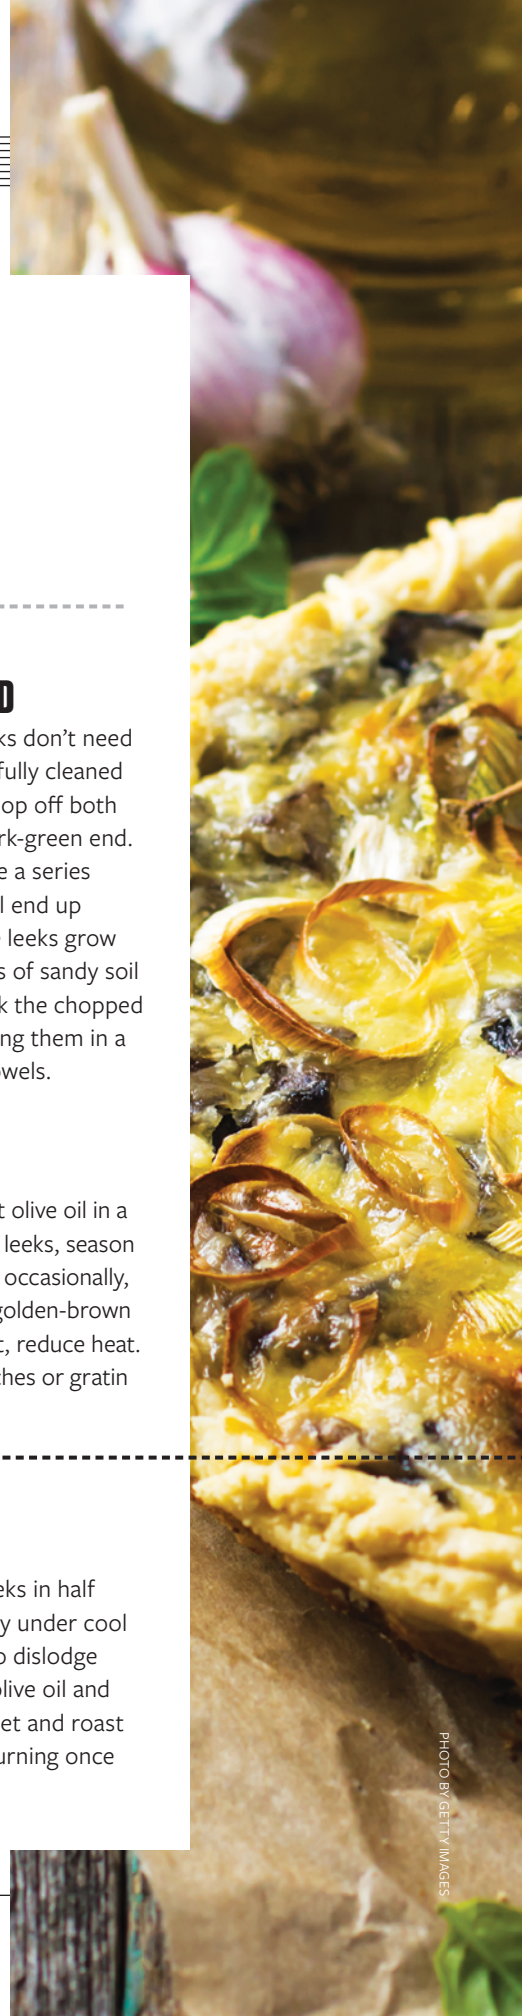 D
ks don't need
fully cleaned
op off both
rk-green end.
e a series
l end up
leeks grow
s of sandy soil
k the chopped
ng them in a
wels.
t olive oil in a
leeks, season
occasionally,
golden-brown
t, reduce heat.
hes or gratin
eks in half
y under cool
o dislodge
olive oil and
et and roast
urning once
PHOTO BY GETTY IMAGES